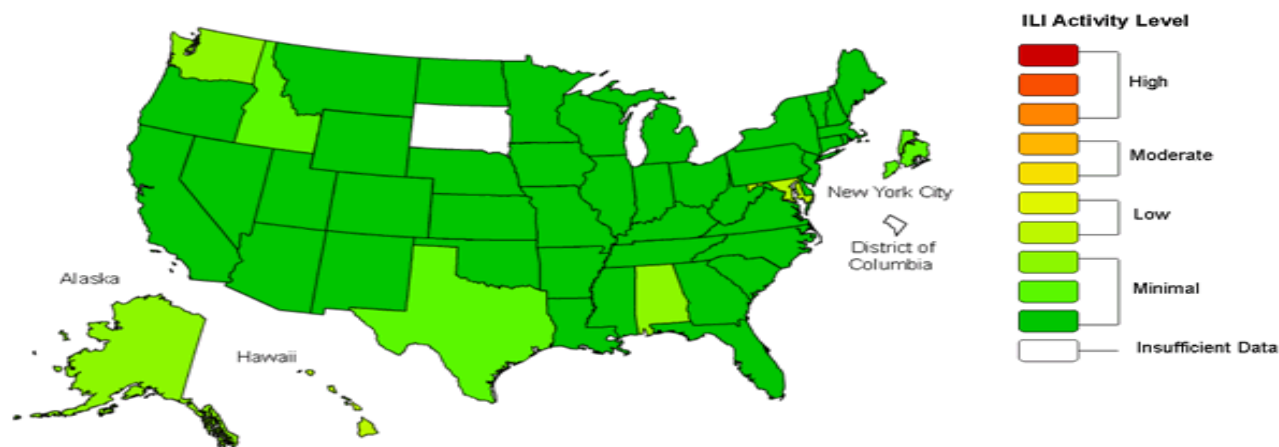 ILI Activity Level
High
Moderate
Low
Minimal
Insufficient Data
New York City
District of
Columbia
Alaska
Hawaii